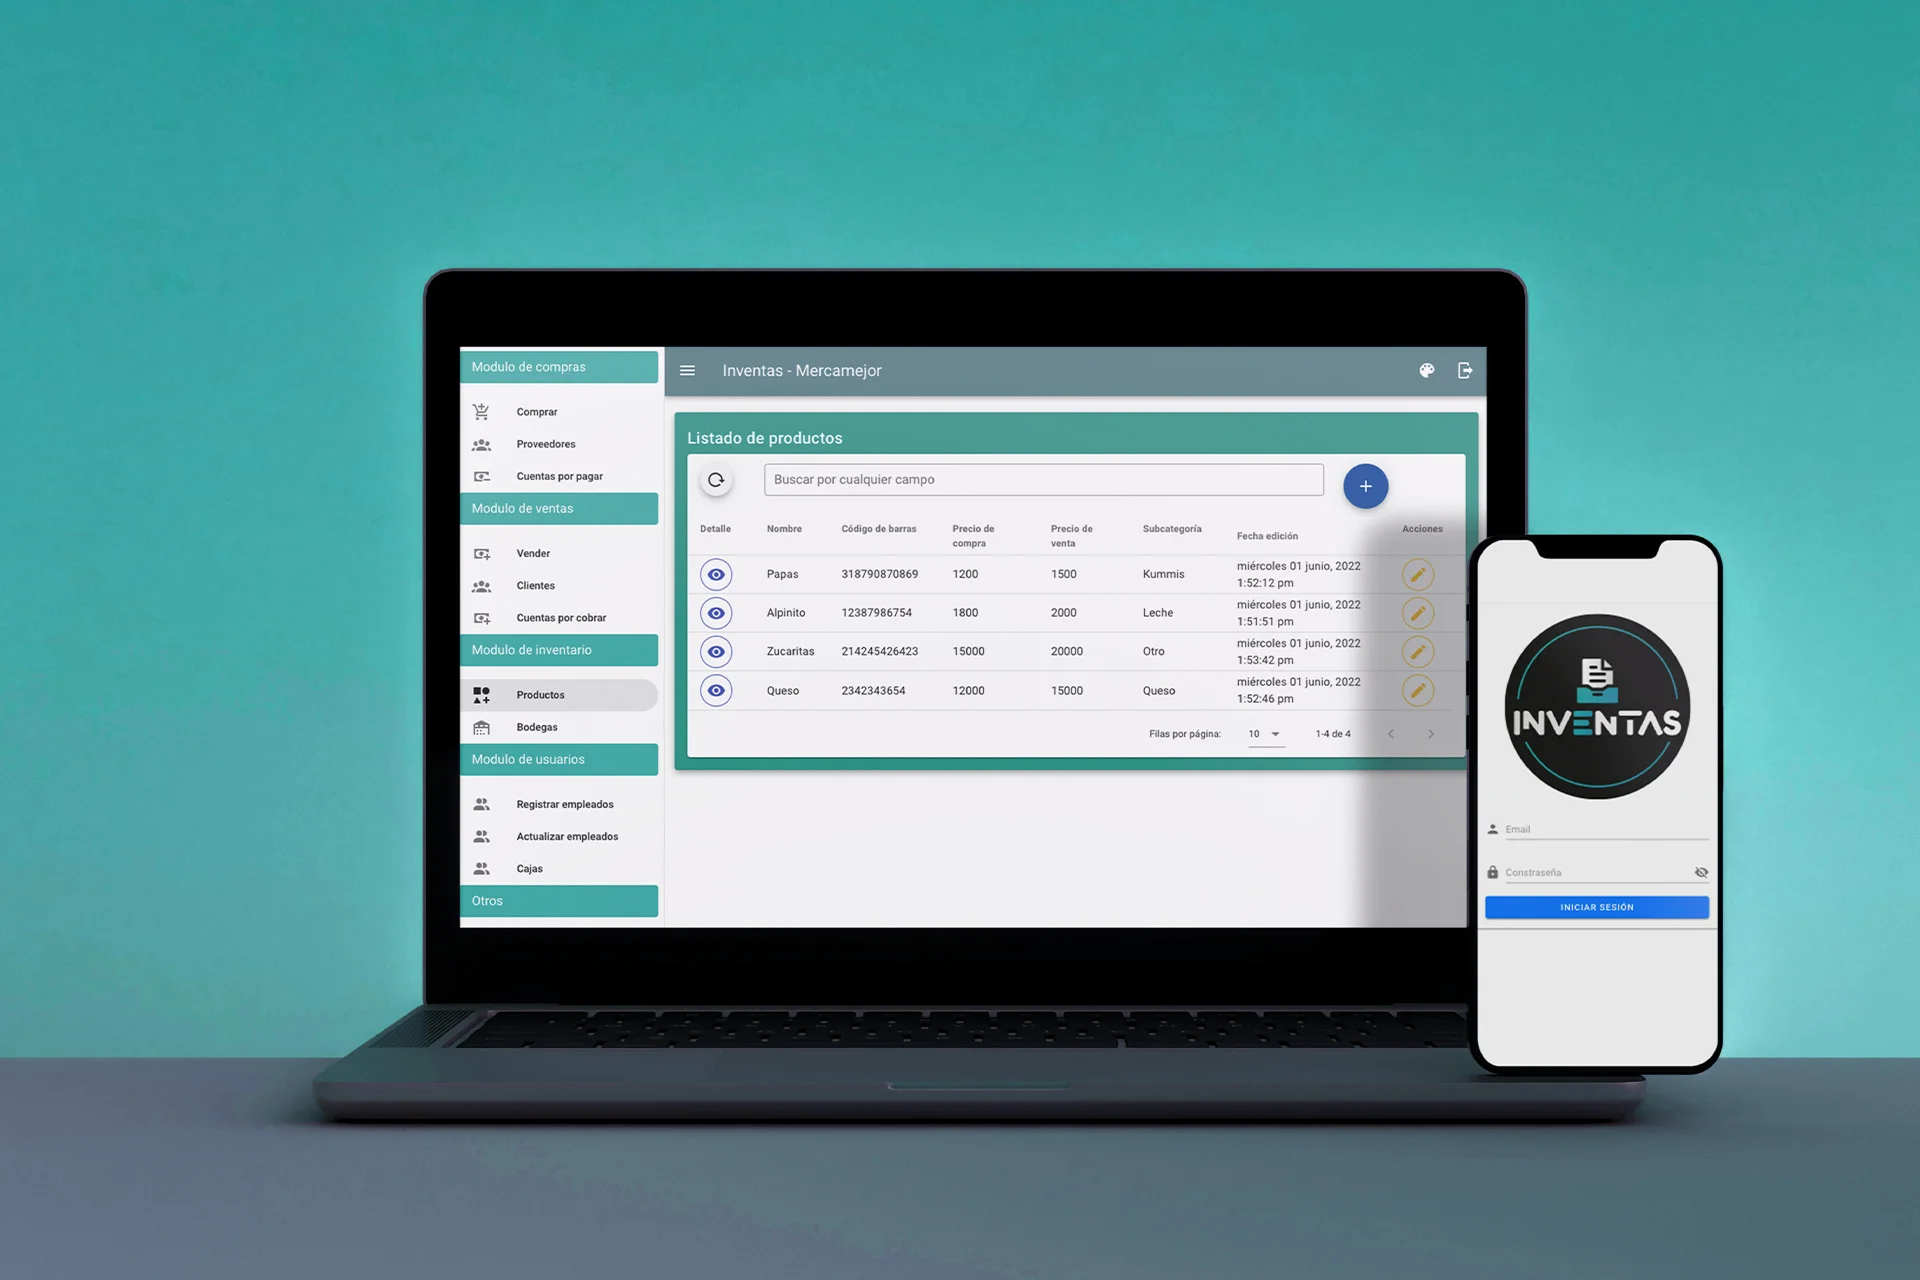 Modulo de compras
Comprar
Proveedores
Cuentas por pagar
Modulo de ventas
Vender
Clientes
Cuentas por cobrar
Modulo de inventario
Productos
Bodegas
Modulo de usuarios
Registrar empleados
Actualizar empleados
Cajas
Otros
Inventas - Mercamejor
Listado de productos
Buscar por cualquier campo
+
Detalle Nombre Código de barras Precio de compra Precio de venta Subcategoría Fecha edición Acciones
Papas 318790870869 1200 1500 Kummis miércoles 01 junio, 2022 1:52:12 pm
Alpinito 12387986754 1800 2000 Leche miércoles 01 junio, 2022 1:51:51 pm
Zucaritas 214245426423 15000 20000 Otro miércoles 01 junio, 2022 1:53:42 pm
Queso 2342343654 12000 15000 Queso miércoles 01 junio, 2022 1:52:46 pm
Filas por página: 10 1-4 de 4
INVENTAS
Email
Constraseña
INICIAR SESIÓN